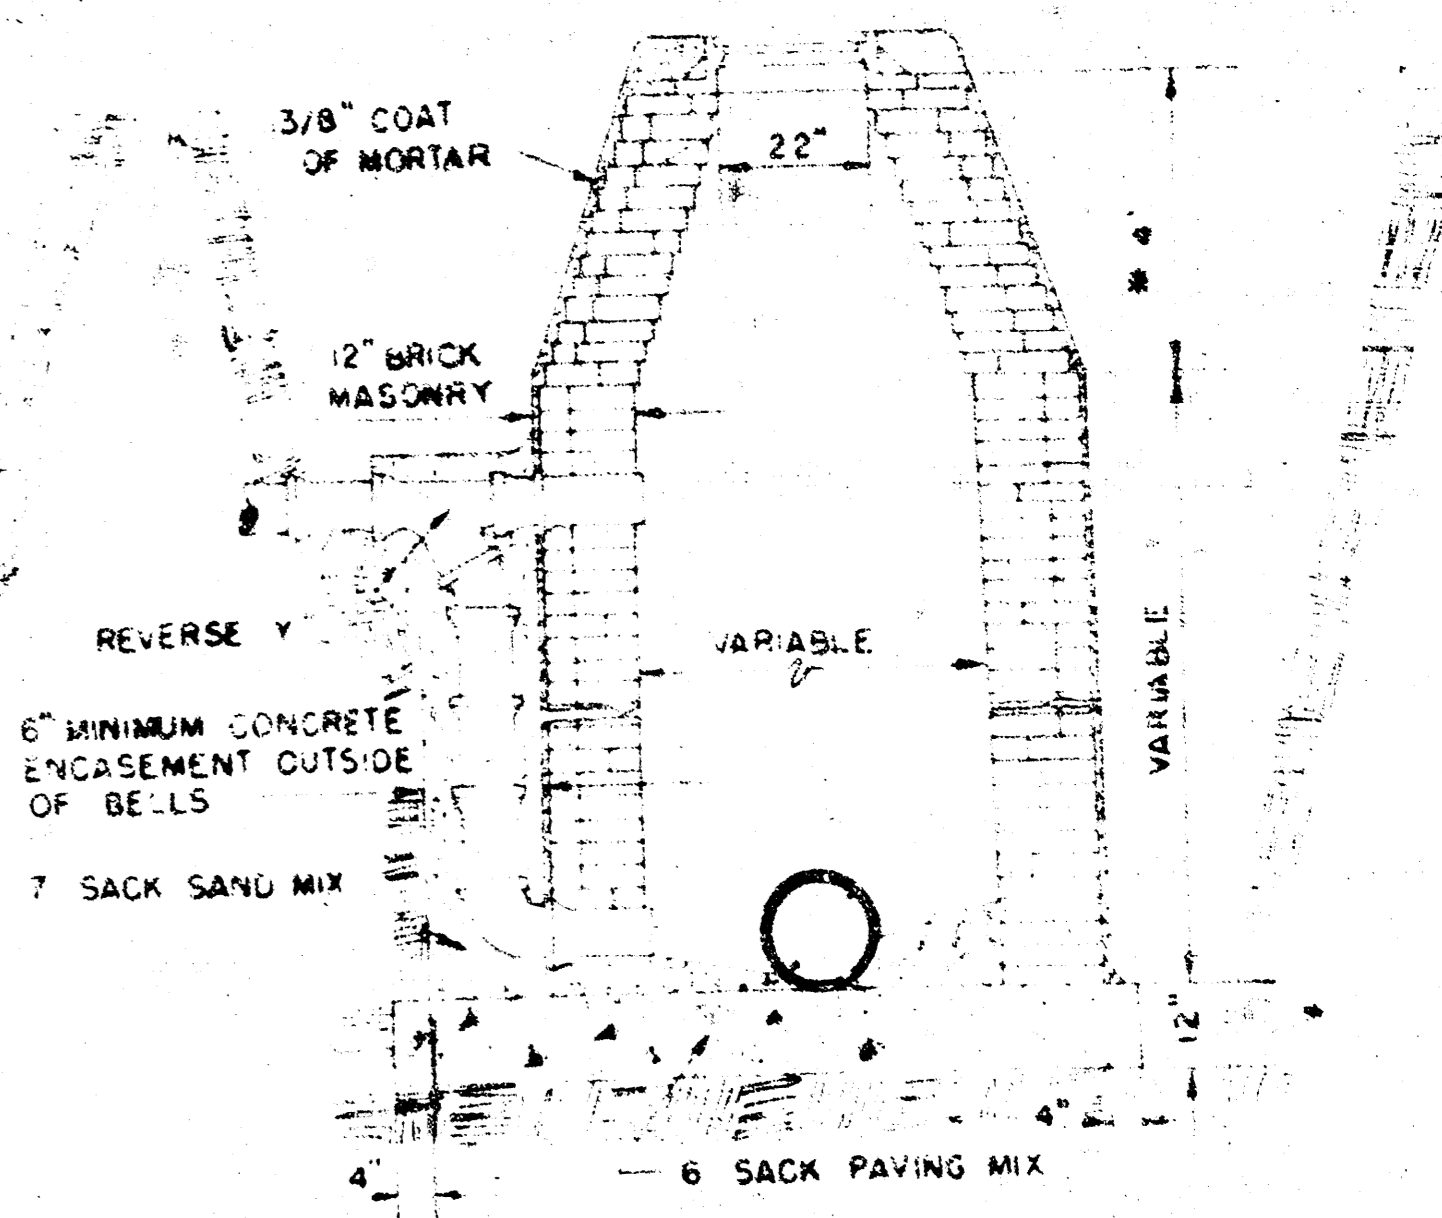 3/8" COAT
OF MORTAR
22"
* 4'
12" BRICK
MASONRY
REVERSE Y
VARIABLE
VARIABLE
6" MINIMUM CONCRETE
ENCASEMENT OUTSIDE
OF BELLS
7 SACK SAND MIX
12"
4"
4"
6 SACK PAVING MIX